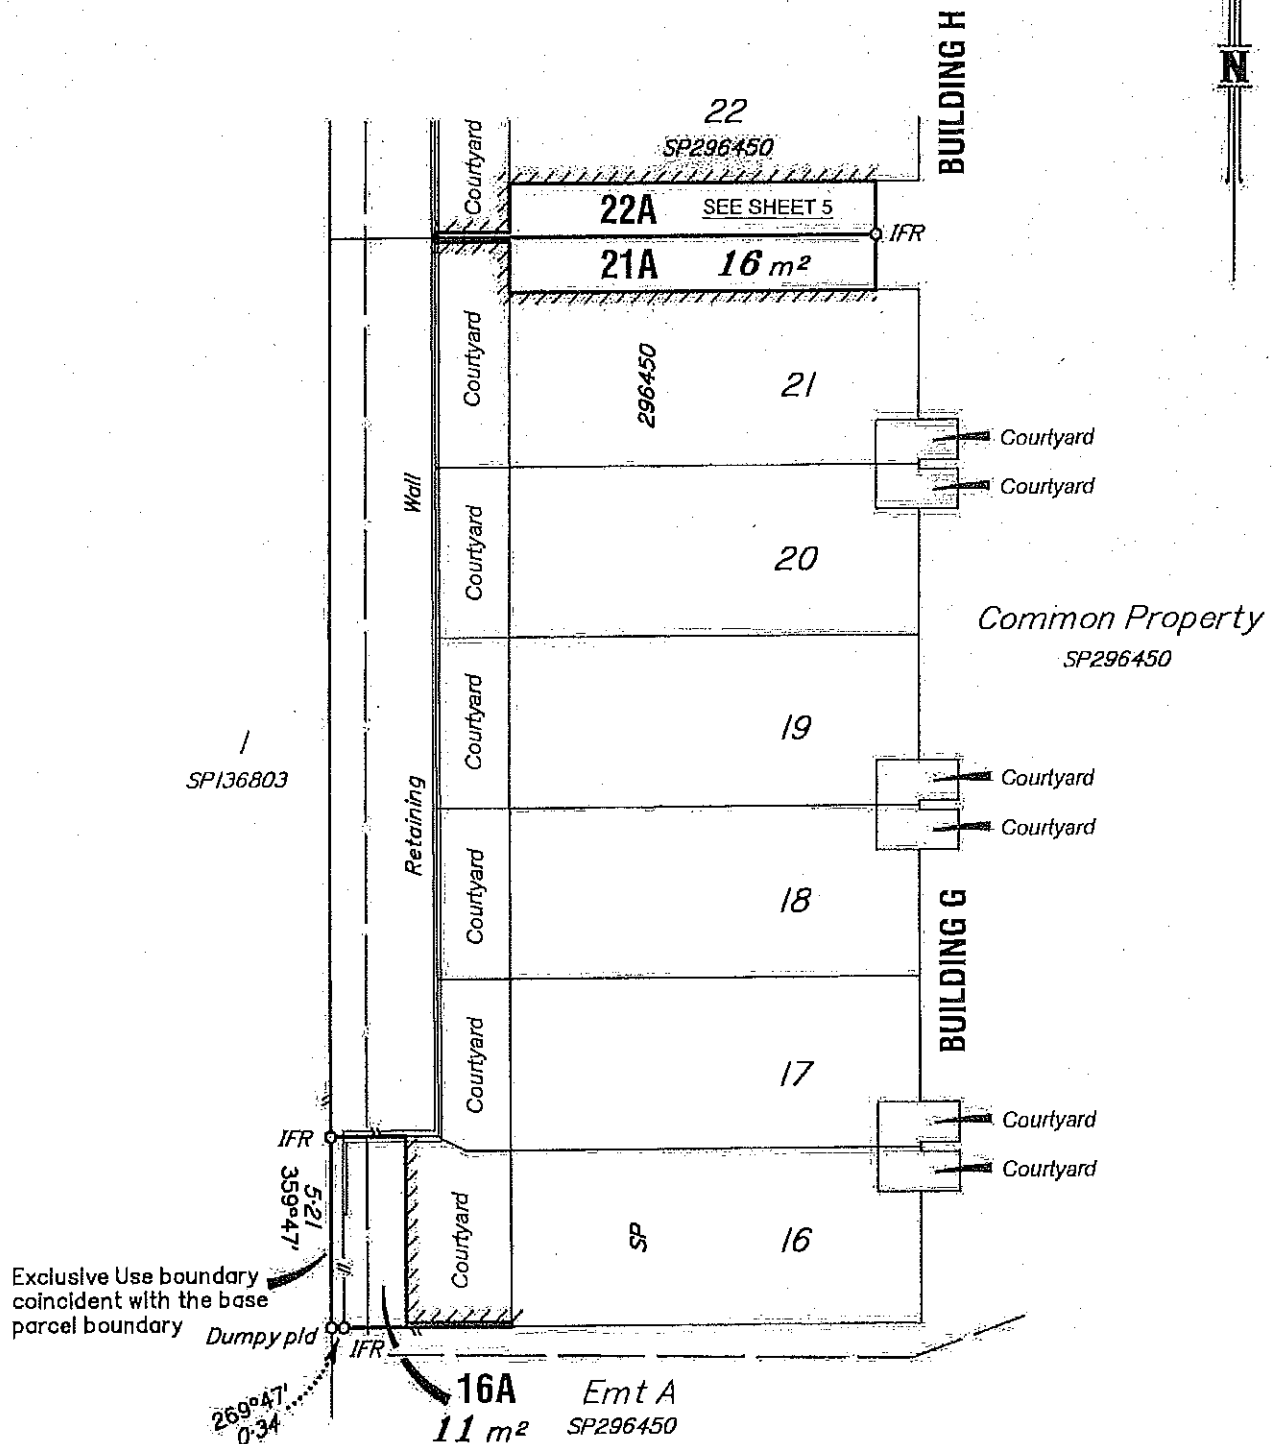 BUILDING H
N
22
SP296450
Courtyard
22A SEE SHEET 5
IFR
21A 16 m²
Courtyard
296450
21
Courtyard
Courtyard
Wall
Courtyard
20
Common Property
SP296450
Courtyard
19
1
SP136803
Courtyard
Courtyard
Retaining
Courtyard
18
BUILDING G
Courtyard
17
Courtyard
Courtyard
IFR
5·21
359°47'
Courtyard
SP
16
Exclusive Use boundary
coincident with the base
parcel boundary
Dumpy pld
IFR
269°47'
0·34
16A
11 m²
Emt A
SP296450